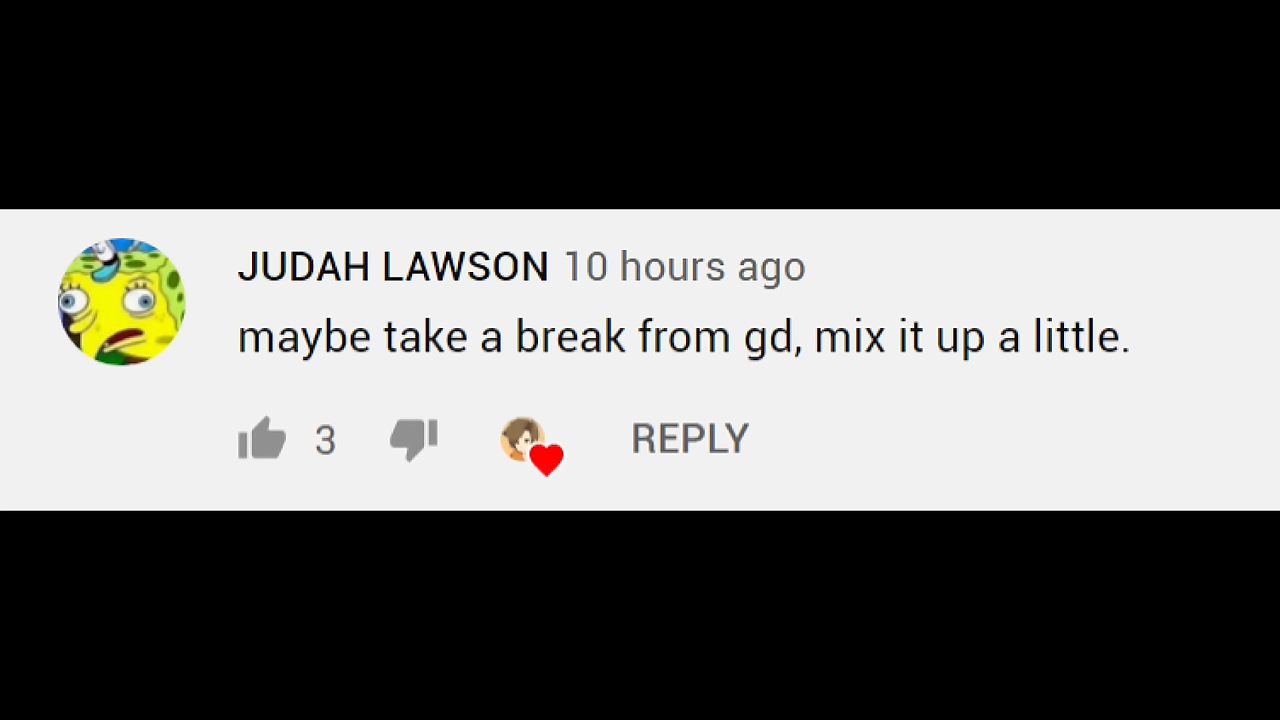 JUDAH LAWSON 10 hours ago
maybe take a break from gd, mix it up a little.
3 REPLY